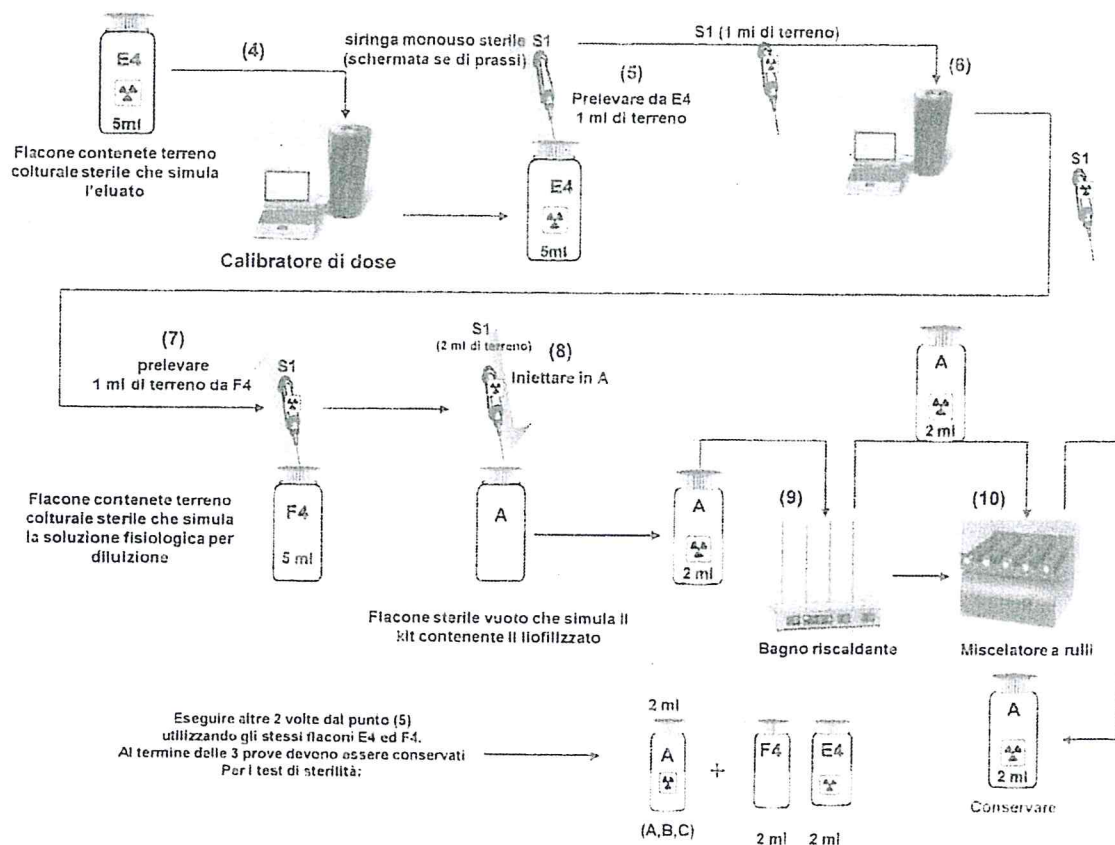 E4
5ml
(4)
Flacone contenete terreno
colturale sterile che simula
l'eluato
Calibratore di dose
siringa monouso sterile
(schermata se di prassi)
S1
(5)
Prelevare da E4
1 ml di terreno
E4
5ml
S1 (1 ml di terreno)
(6)
S1
(7)
prelevare
1 ml di terreno da F4
S1
F4
5 ml
Flacone contenete terreno
colturale sterile che simula
la soluzione fisiologica per
diluizione
S1
(2 ml di terreno)
(8)
Iniettare in A
A
Flacone sterile vuoto che simula il
kit contenente il liofilizzato
A
2 ml
(9)
Bagno riscaldante
A
2 ml
(10)
Miscelatore a rulli
A
2 ml
Conservare
Eseguire altre 2 volte dal punto (5)
utilizzando gli stessi flaconi E4 ed F4.
Al termine delle 3 prove devono essere conservati
Per i test di sterilità:
2 ml
A
(A,B,C)
+
F4
2 ml
E4
2 ml